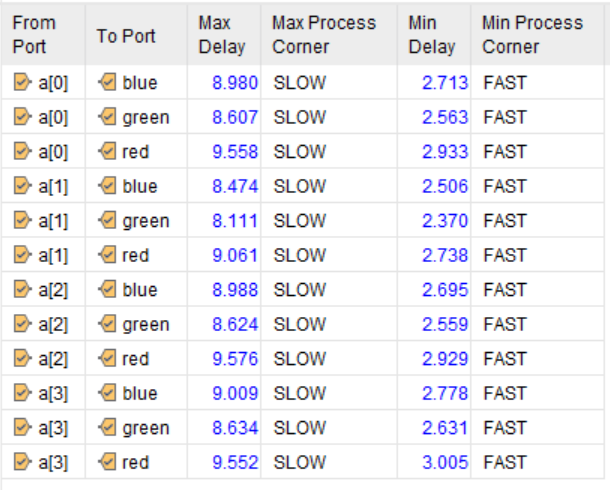 From Port To Port Max Delay Max Process Corner Min Delay Min Process Corner
a[0] blue 8.980 SLOW 2.713 FAST
a[0] green 8.607 SLOW 2.563 FAST
a[0] red 9.558 SLOW 2.933 FAST
a[1] blue 8.474 SLOW 2.506 FAST
a[1] green 8.111 SLOW 2.370 FAST
a[1] red 9.061 SLOW 2.738 FAST
a[2] blue 8.988 SLOW 2.695 FAST
a[2] green 8.624 SLOW 2.559 FAST
a[2] red 9.576 SLOW 2.929 FAST
a[3] blue 9.009 SLOW 2.778 FAST
a[3] green 8.634 SLOW 2.631 FAST
a[3] red 9.552 SLOW 3.005 FAST